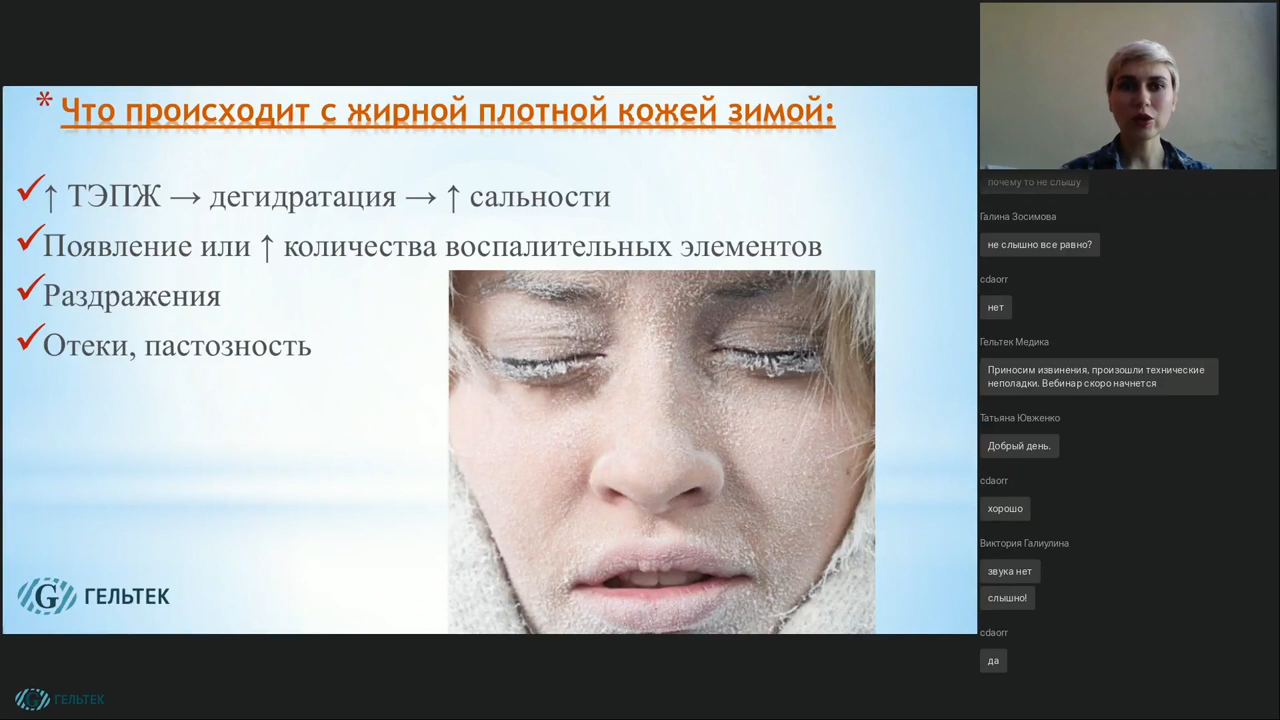 * Что происходит с жирной плотной кожей зимой:
✓↑ ТЭПЖ → дегидратация → ↑ сальности
✓Появление или ↑ количества воспалительных элементов
✓Раздражения
✓Отеки, пастозность
G ГЕЛЬТЕК
G ГЕЛЬТЕК
почему то не слышу
Галина Зосимова
не слышно все равно?
cdaorr
нет
Гельтек Медика
Приносим извинения, произошли технические
неполадки. Вебинар скоро начнется
Татьяна Ювженко
Добрый день.
cdaorr
хорошо
Виктория Галиулина
звука нет
слышно!
cdaorr
да